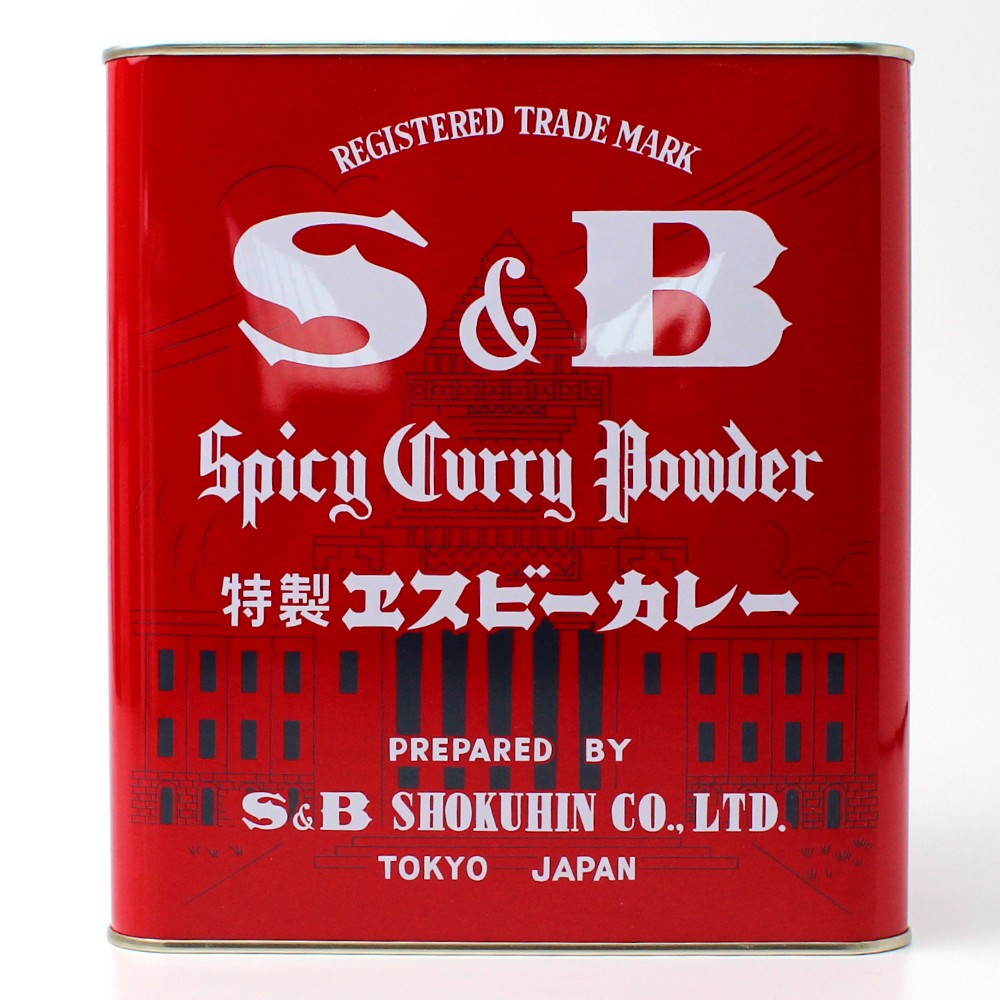 REGISTERED TRADE MARK
S & B
Spicy Curry Powder
特製 ヱスビーカレー
PREPARED BY
S&B SHOKUHIN CO., LTD.
TOKYO JAPAN